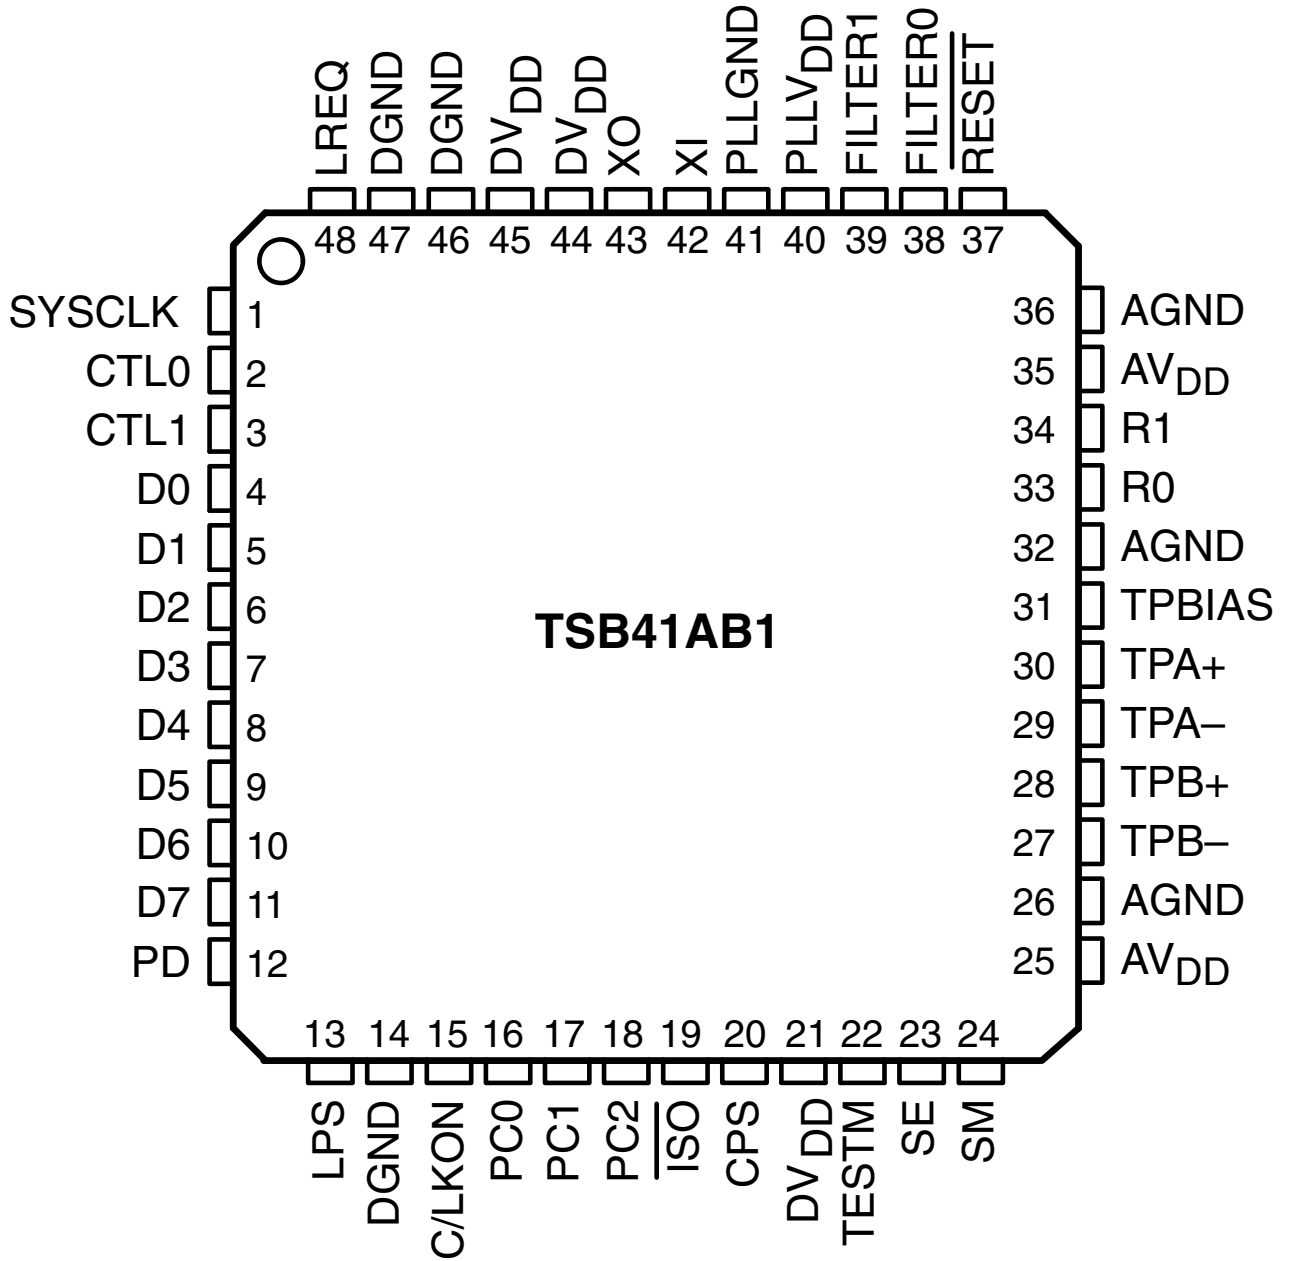 LREQ
DGND
DGND
DVDD
DVDD
XO
XI
PLLGND
PLLVDD
FILTER1
FILTER0
RESET
48 47 46 45 44 43 42 41 40 39 38 37
SYSCLK 1
CTL0 2
CTL1 3
D0 4
D1 5
D2 6
D3 7
D4 8
D5 9
D6 10
D7 11
PD 12
TSB41AB1
36 AGND
35 AVDD
34 R1
33 R0
32 AGND
31 TPBIAS
30 TPA+
29 TPA–
28 TPB+
27 TPB–
26 AGND
25 AVDD
13 14 15 16 17 18 19 20 21 22 23 24
LPS
DGND
C/LKON
PC0
PC1
PC2
ISO
CPS
DVDD
TESTM
SE
SM